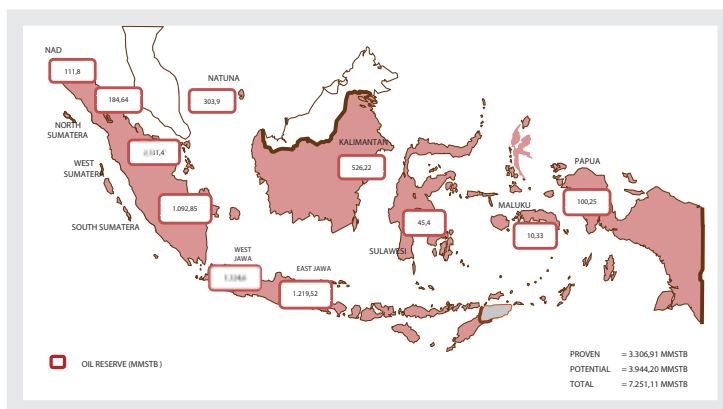 NAD
111,8
184,64
NATUNA
303,9
NORTH
SUMATERA
WEST
SUMATERA
1.092,85
SOUTH SUMATERA
KALIMANTAN
526,22
PAPUA
100,25
MALUKU
10,33
45,4
SULAWESI
WEST
JAWA
EAST JAWA
1.219,52
OIL RESERVE (MMSTB )
PROVEN = 3.306,91 MMSTB
POTENTIAL = 3.944,20 MMSTB
TOTAL = 7.251,11 MMSTB